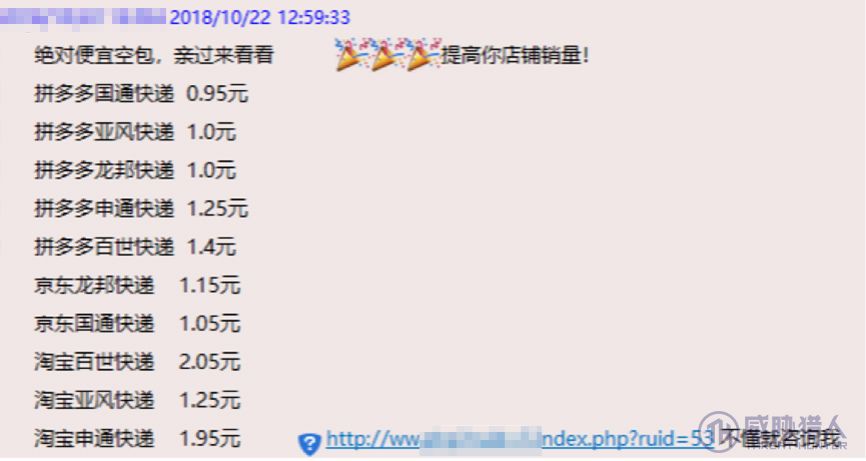 2018/10/22 12:59:33
绝对便宜空包，亲过来看看 提高你店铺销量！
拼多多国通快递 0.95元
拼多多亚风快递 1.0元
拼多多龙邦快递 1.0元
拼多多申通快递 1.25元
拼多多百世快递 1.4元
京东龙邦快递 1.15元
京东国通快递 1.05元
淘宝百世快递 2.05元
淘宝亚风快递 1.25元
淘宝申通快递 1.95元 http://ww index.php?ruid=53 不懂就咨询我
威胁猎人
THREAT HUNTER